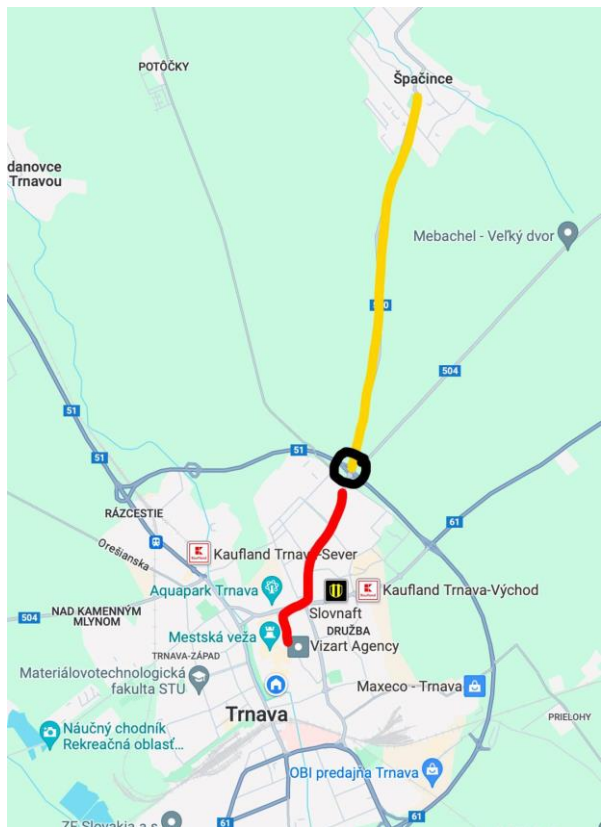 POTÔČKY
Špačince
danovce
Trnavou
Mebachel - Veľký dvor
504
51
51
51
61
RÁZCESTIE
Orešianska
Kaufland Trnava-Sever
Aquapark Trnava
Kaufland Trnava-Východ
Slovnaft
504
NAD KAMENNÝM
MLYNOM
Mestská veža
DRUŽBA
Vizart Agency
TRNAVA-ZÁPAD
Materiálovotechnologická
fakulta STU
Maxeco - Trnava
Trnava
PRIELOHY
Náučný chodník
Rekreačná oblasť...
OBI predajňa Trnava
ZF Slovakia a.s
61
61